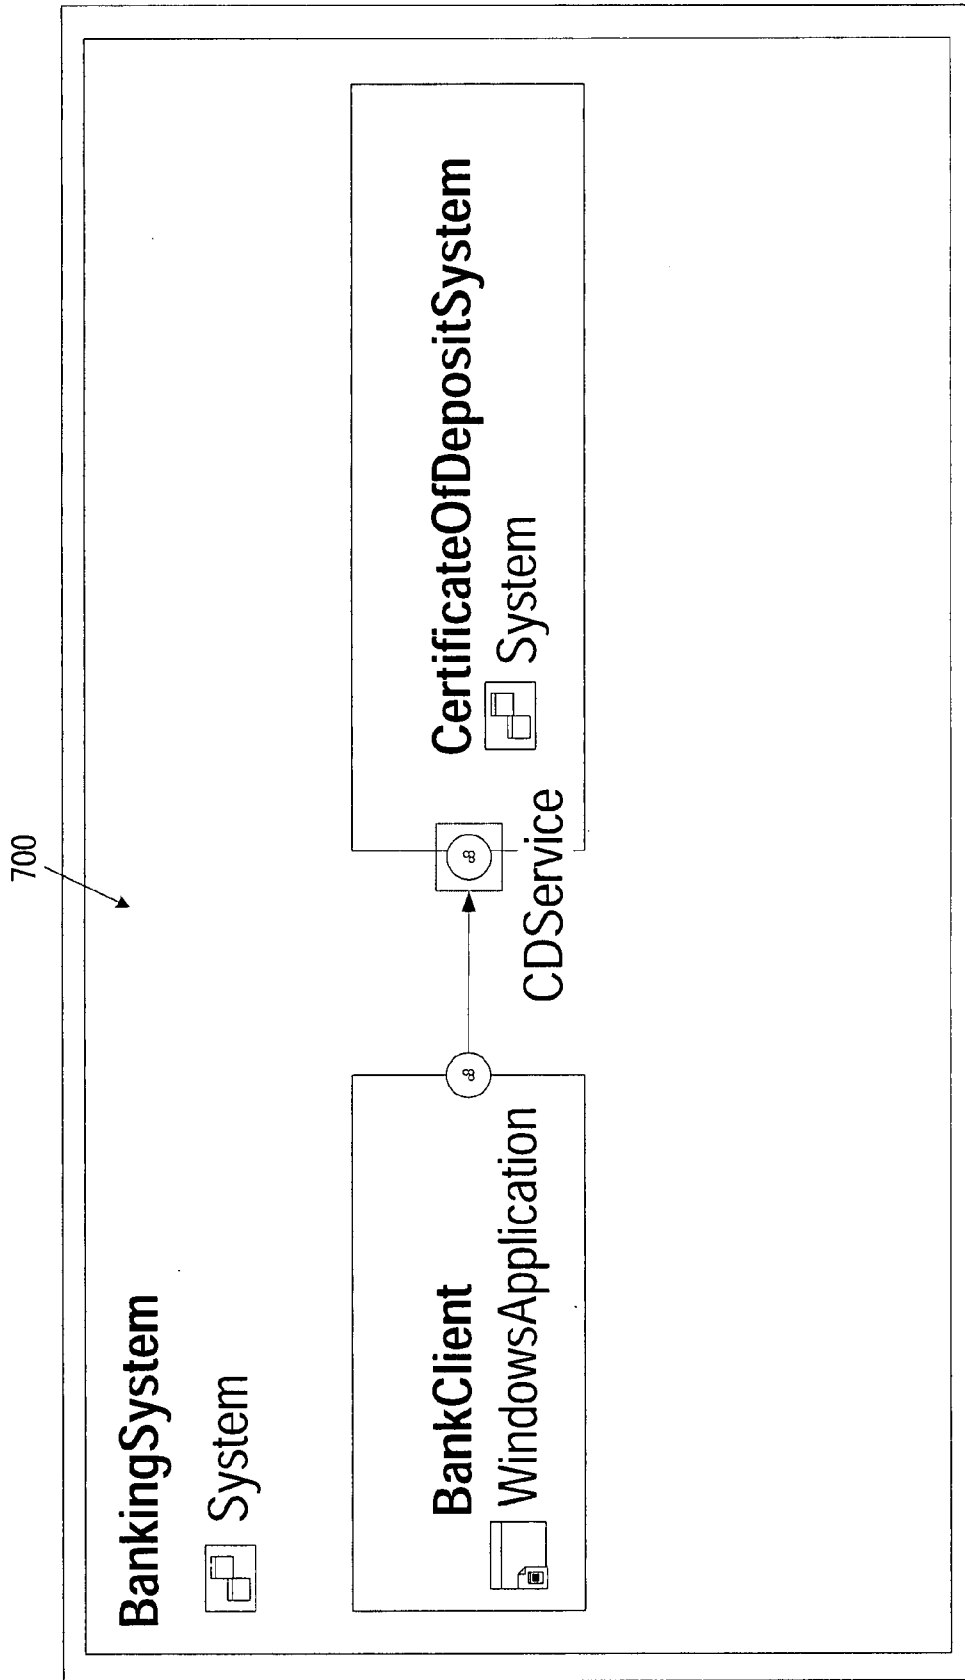 700
BankingSystem
System
BankClient
WindowsApplication
CDService
CertificateOfDepositSystem
System